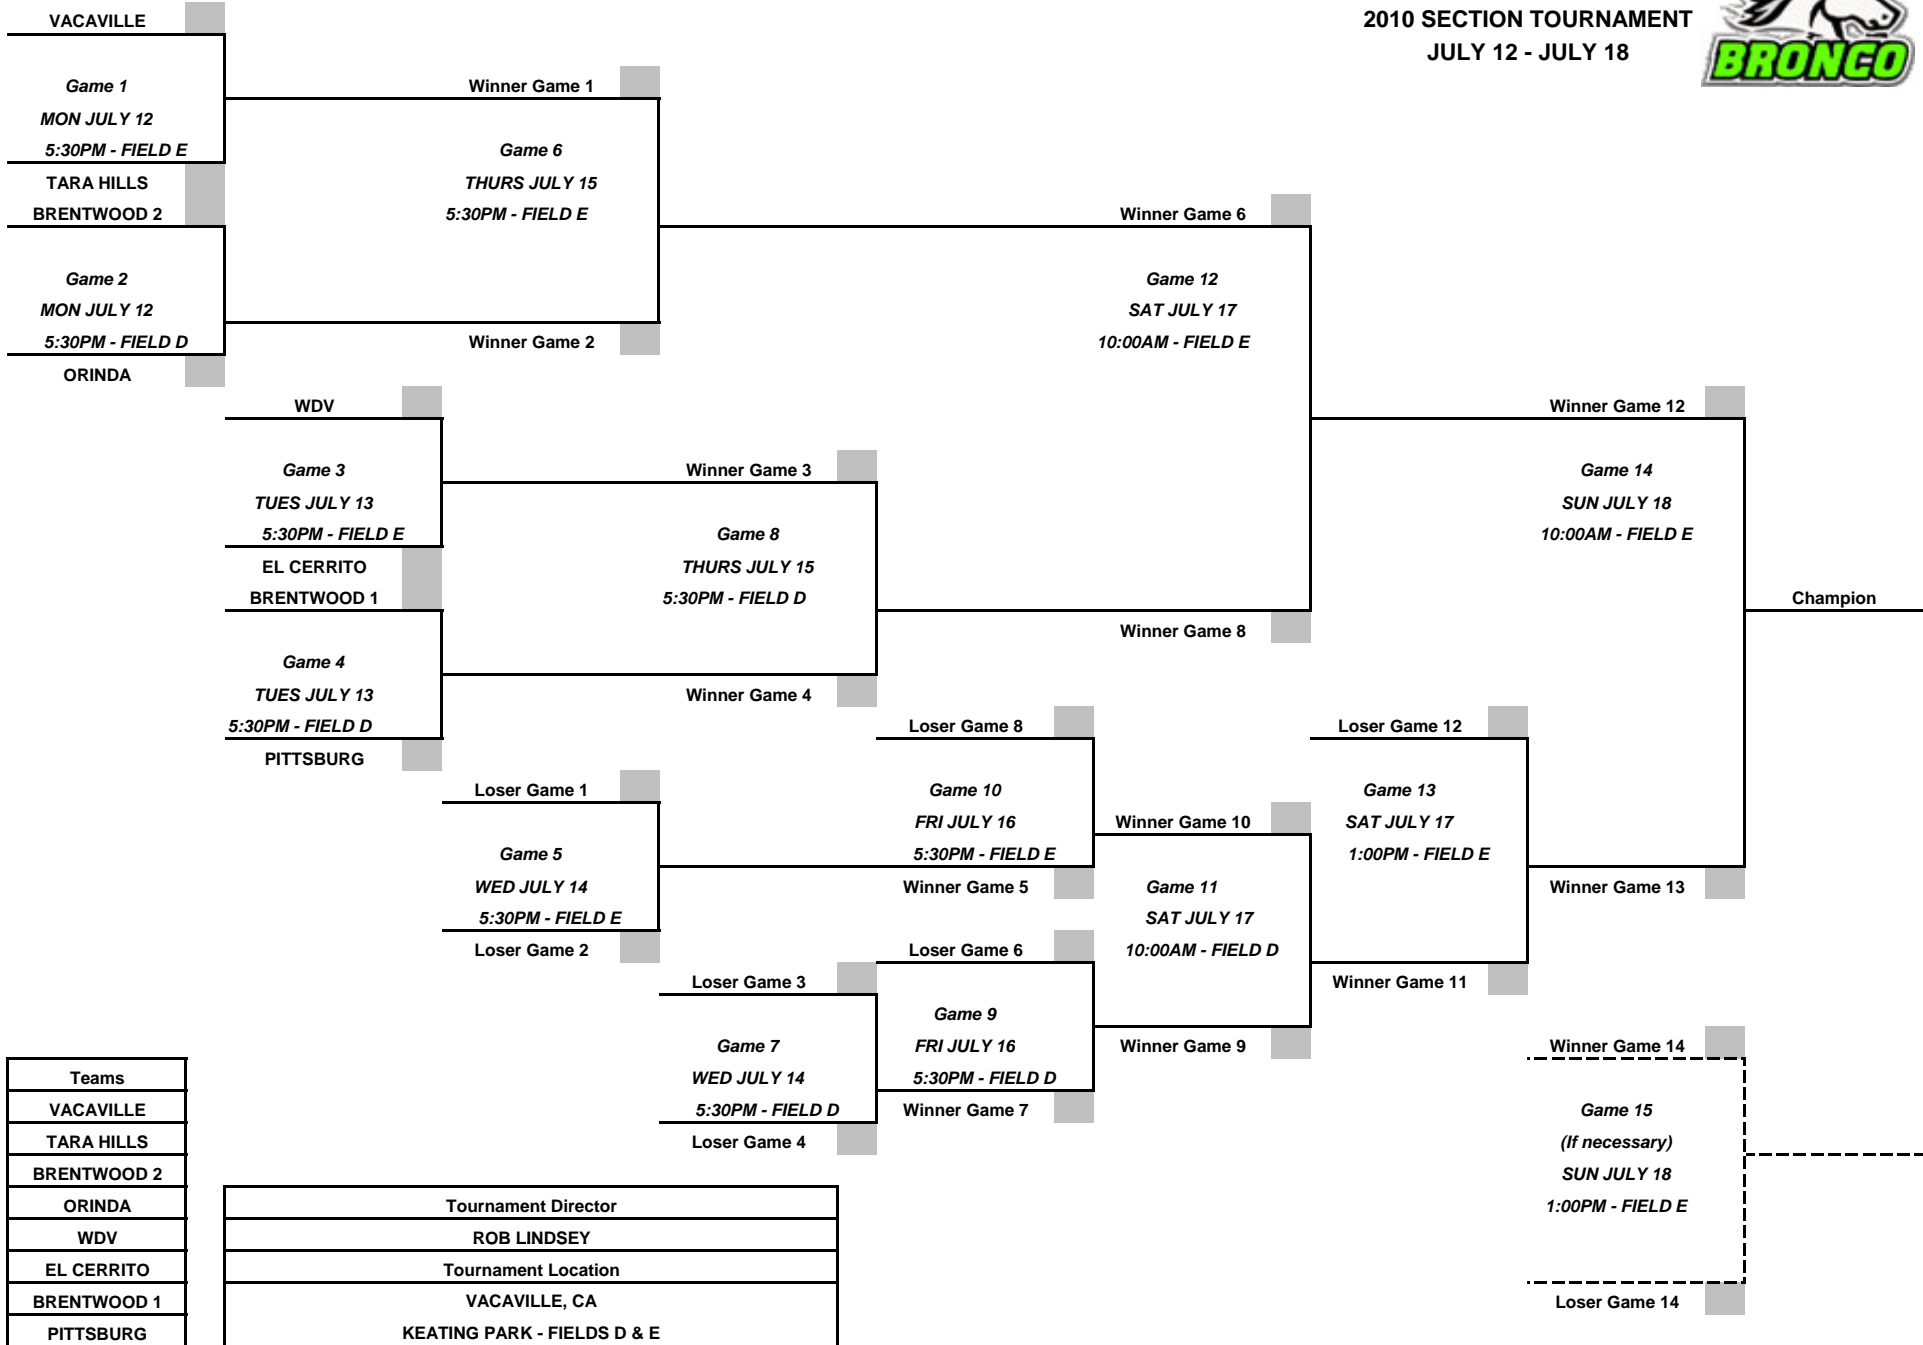 2010 SECTION TOURNAMENT
JULY 12 - JULY 18
BRONCO
VACAVILLE
Game 1
MON JULY 12
5:30PM - FIELD E
TARA HILLS
BRENTWOOD 2
Game 2
MON JULY 12
5:30PM - FIELD D
ORINDA
WDV
Game 3
TUES JULY 13
5:30PM - FIELD E
EL CERRITO
BRENTWOOD 1
Game 4
TUES JULY 13
5:30PM - FIELD D
PITTSBURG
Winner Game 1
Game 6
THURS JULY 15
5:30PM - FIELD E
Winner Game 2
Winner Game 3
Game 8
THURS JULY 15
5:30PM - FIELD D
Winner Game 4
Loser Game 1
Game 5
WED JULY 14
5:30PM - FIELD E
Loser Game 2
Loser Game 3
Game 7
WED JULY 14
5:30PM - FIELD D
Loser Game 4
Loser Game 8
Game 10
FRI JULY 16
5:30PM - FIELD E
Winner Game 5
Loser Game 6
Game 9
FRI JULY 16
5:30PM - FIELD D
Winner Game 7
Winner Game 6
Game 12
SAT JULY 17
10:00AM - FIELD E
Winner Game 8
Winner Game 10
Game 11
SAT JULY 17
10:00AM - FIELD D
Winner Game 9
Loser Game 12
Game 13
SAT JULY 17
1:00PM - FIELD E
Winner Game 11
Winner Game 12
Game 14
SUN JULY 18
10:00AM - FIELD E
Winner Game 13
Champion
Winner Game 14
Game 15
(If necessary)
SUN JULY 18
1:00PM - FIELD E
Loser Game 14
Teams
VACAVILLE
TARA HILLS
BRENTWOOD 2
ORINDA
WDV
EL CERRITO
BRENTWOOD 1
PITTSBURG
Tournament Director
ROB LINDSEY
Tournament Location
VACAVILLE, CA
KEATING PARK - FIELDS D & E